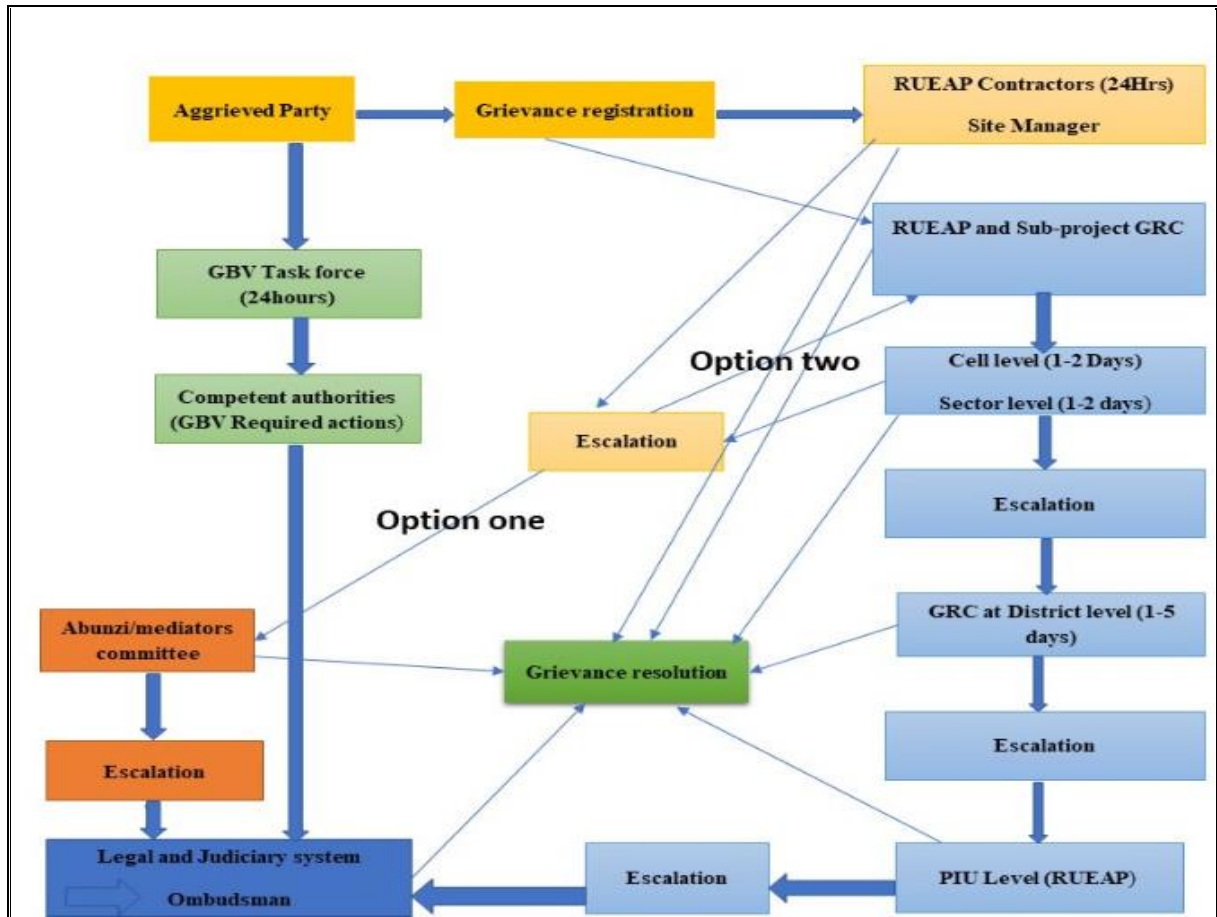 Aggrieved Party
Grievance registration
RUEAP Contractors (24Hrs)
Site Manager
RUEAP and Sub-project GRC
GBV Task force
(24hours)
Option two
Cell level (1-2 Days)
Sector level (1-2 days)
Competent authorities
(GBV Required actions)
Escalation
Escalation
Option one
Abunzi/mediators
committee
Grievance resolution
GRC at District level (1-5
days)
Escalation
Escalation
Legal and Judiciary system
Ombudsman
Escalation
PIU Level (RUEAP)